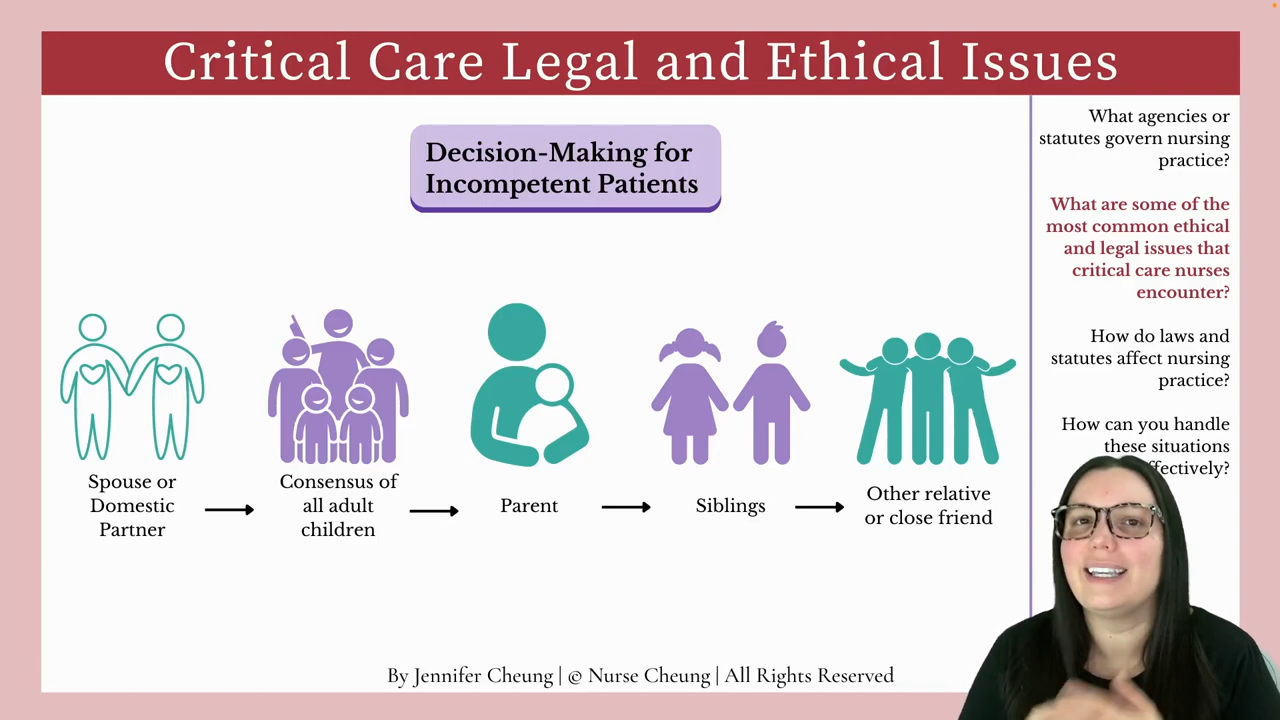 Critical Care Legal and Ethical Issues
Decision-Making for
Incompetent Patients
Spouse or
Domestic
Partner
Consensus of
all adult
children
Parent
Siblings
Other relative
or close friend
What agencies or
statutes govern nursing
practice?
What are some of the
most common ethical
and legal issues that
critical care nurses
encounter?
How do laws and
statutes affect nursing
practice?
How can you handle
these situations
By Jennifer Cheung | © Nurse Cheung | All Rights Reserved